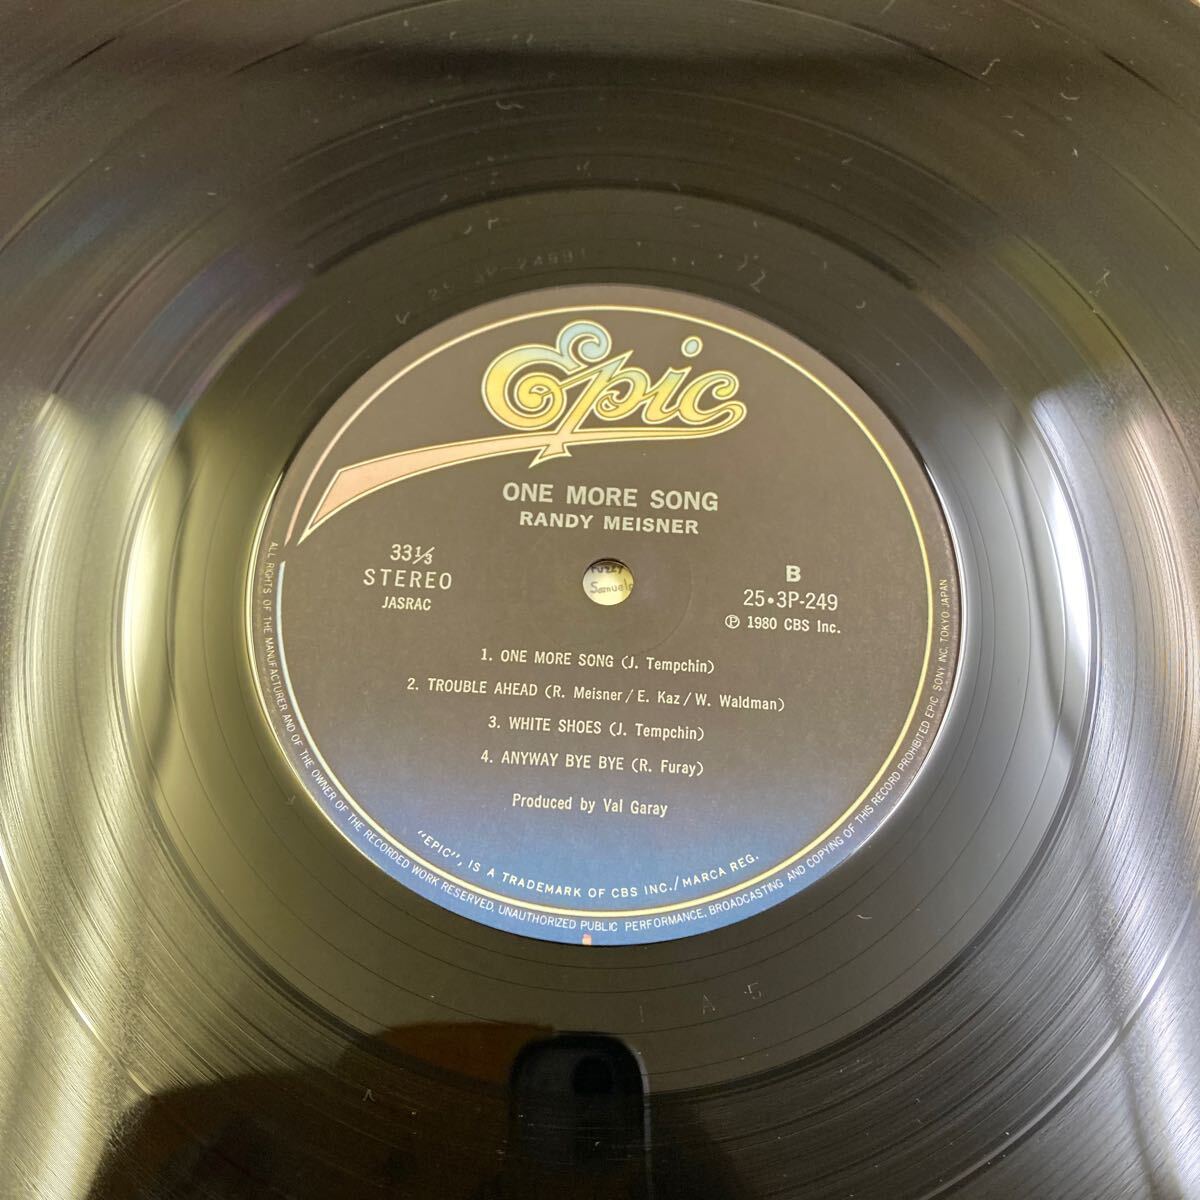 Epic
ONE MORE SONG
RANDY MEISNER
33⅓
STEREO
JASRAC
B
25•3P-249
Ⓟ 1980 CBS Inc.
Samuels
1. ONE MORE SONG (J. Tempchin)
2. TROUBLE AHEAD (R. Meisner / E. Kaz / W. Waldman)
3. WHITE SHOES (J. Tempchin)
4. ANYWAY BYE BYE (R. Furay)
Produced by Val Garay
"EPIC", IS A TRADEMARK OF CBS INC./MARCA REG.
ALL RIGHTS OF THE MANUFACTURER AND OF THE OWNER OF THE RECORDED WORK RESERVED, UNAUTHORIZED PUBLIC PERFORMANCE, BROADCASTING AND COPYING OF THIS RECORD PROHIBITED EPIC SONY INC. TOKYO JAPAN
1 A 5